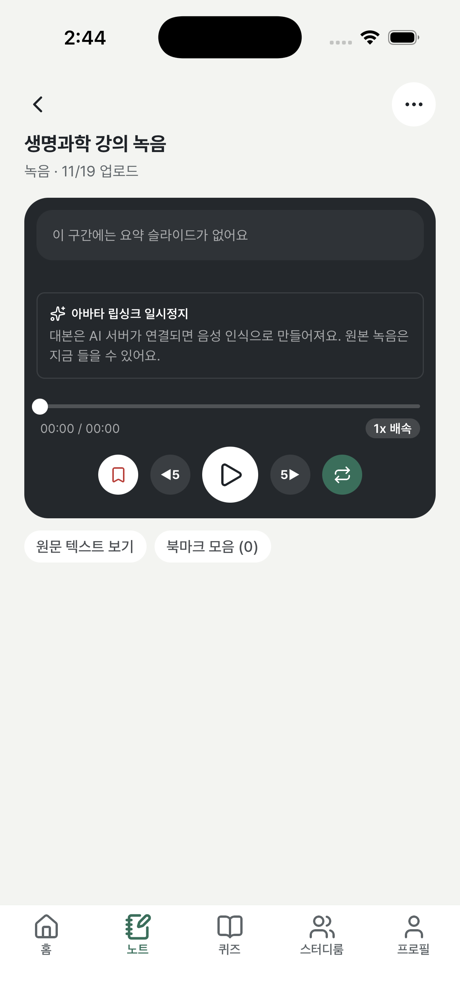 2:44
생명과학 강의 녹음
녹음 · 11/19 업로드
이 구간에는 요약 슬라이드가 없어요
아바타 립싱크 일시정지
대본은 AI 서버가 연결되면 음성 인식으로 만들어져요. 원본 녹음은
지금 들을 수 있어요.
00:00 / 00:00
1x 배속
◀5
5▶
원문 텍스트 보기
북마크 모음 (0)
홈
노트
퀴즈
스터디룸
프로필